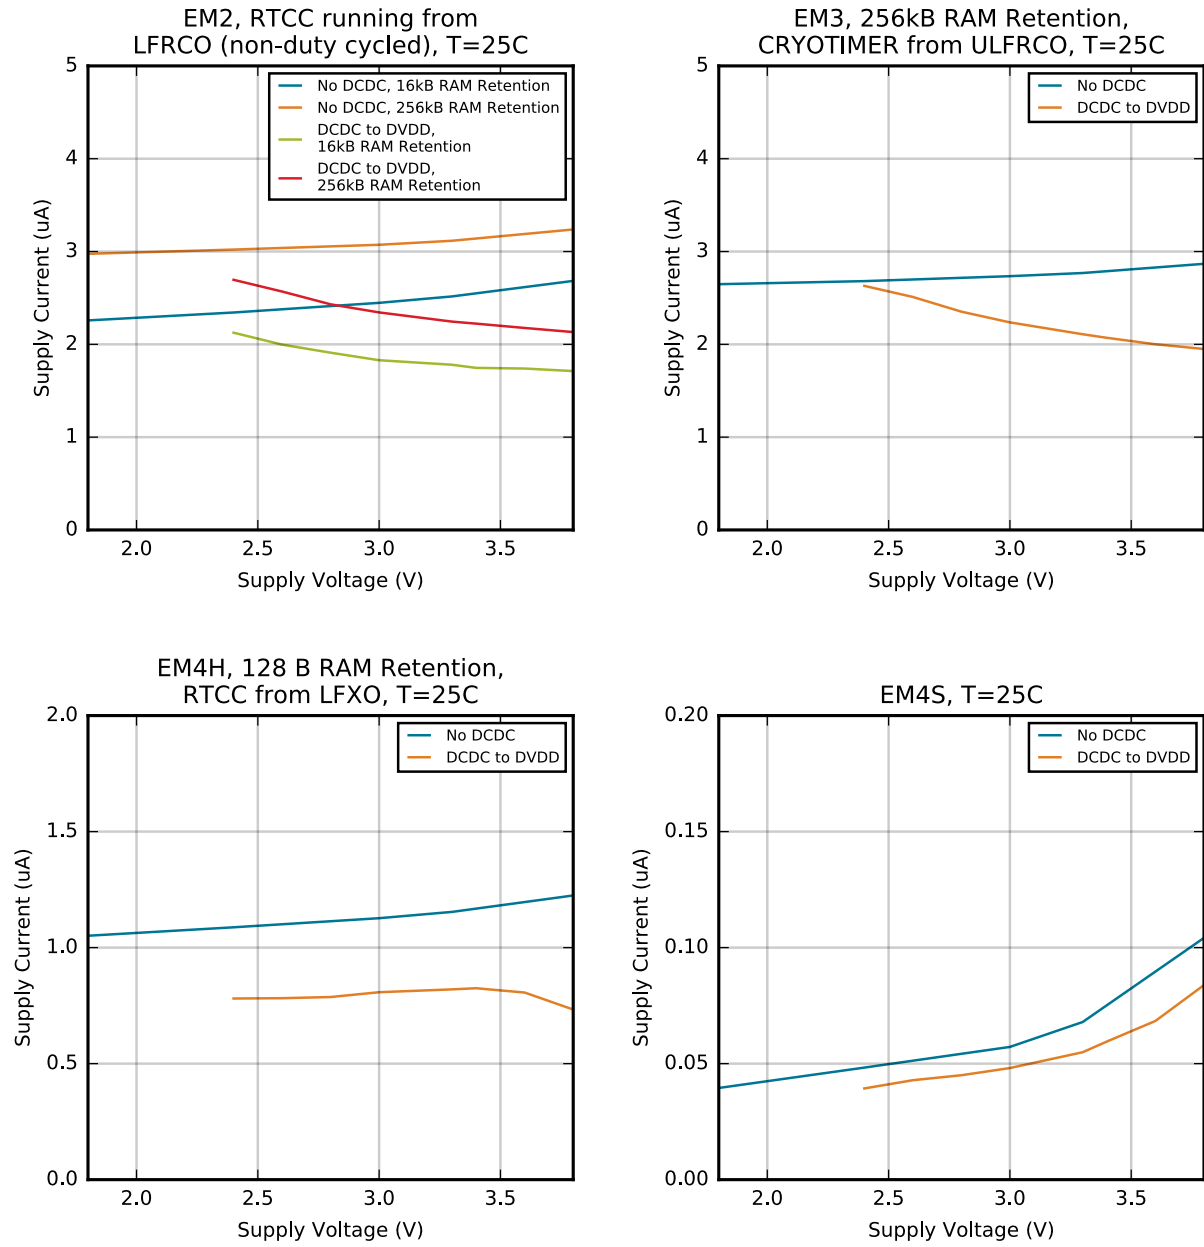 EM2, RTCC running from
LFRCO (non-duty cycled), T=25C
5
4
3
2
1
0
Supply Current (uA)
No DCDC, 16kB RAM Retention
No DCDC, 256kB RAM Retention
DCDC to DVDD,
16kB RAM Retention
DCDC to DVDD,
256kB RAM Retention
2.0 2.5 3.0 3.5
Supply Voltage (V)
EM3, 256kB RAM Retention,
CRYOTIMER from ULFRCO, T=25C
5
4
3
2
1
0
Supply Current (uA)
No DCDC
DCDC to DVDD
2.0 2.5 3.0 3.5
Supply Voltage (V)
EM4H, 128 B RAM Retention,
RTCC from LFXO, T=25C
2.0
1.5
1.0
0.5
0.0
Supply Current (uA)
No DCDC
DCDC to DVDD
2.0 2.5 3.0 3.5
Supply Voltage (V)
EM4S, T=25C
0.20
0.15
0.10
0.05
0.00
Supply Current (uA)
No DCDC
DCDC to DVDD
2.0 2.5 3.0 3.5
Supply Voltage (V)